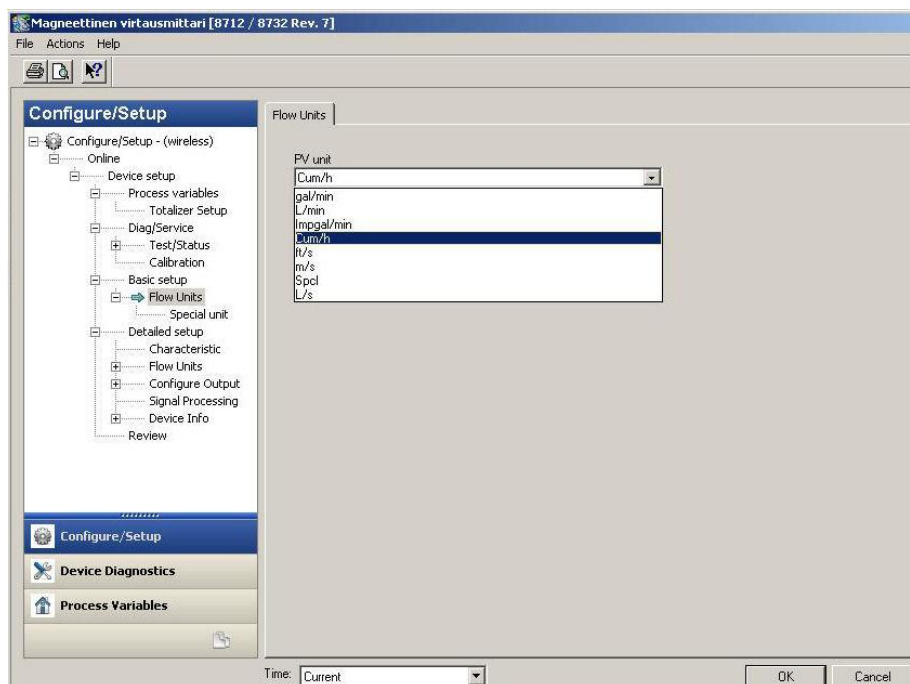 Magneettinen virtausmittari [8712 / 8732 Rev. 7]
File Actions Help
Configure/Setup
Configure/Setup - (wireless)
Online
Device setup
Process variables
Totalizer Setup
Diag/Service
Test/Status
Calibration
Basic setup
Flow Units
Special unit
Detailed setup
Characteristic
Flow Units
Configure Output
Signal Processing
Device Info
Review
Configure/Setup
Device Diagnostics
Process Variables
Flow Units
PV unit
Cum/h
gal/min
L/min
Impgal/min
Cum/h
ft/s
m/s
Spcl
L/s
Time: Current
OK Cancel